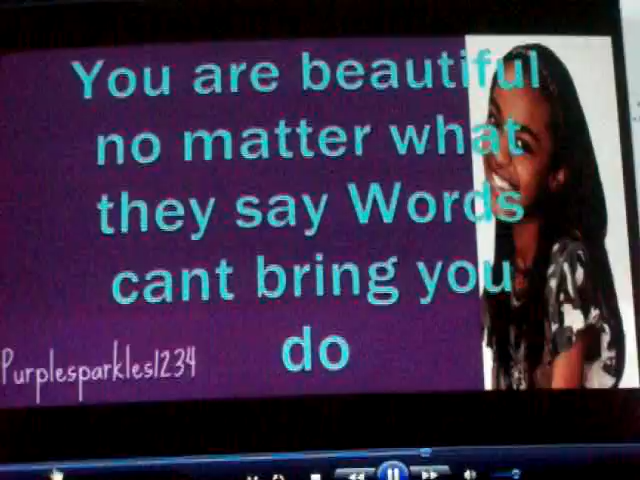 You are beautiful
no matter what
they say Words
cant bring you
do
Purplesparkles1234